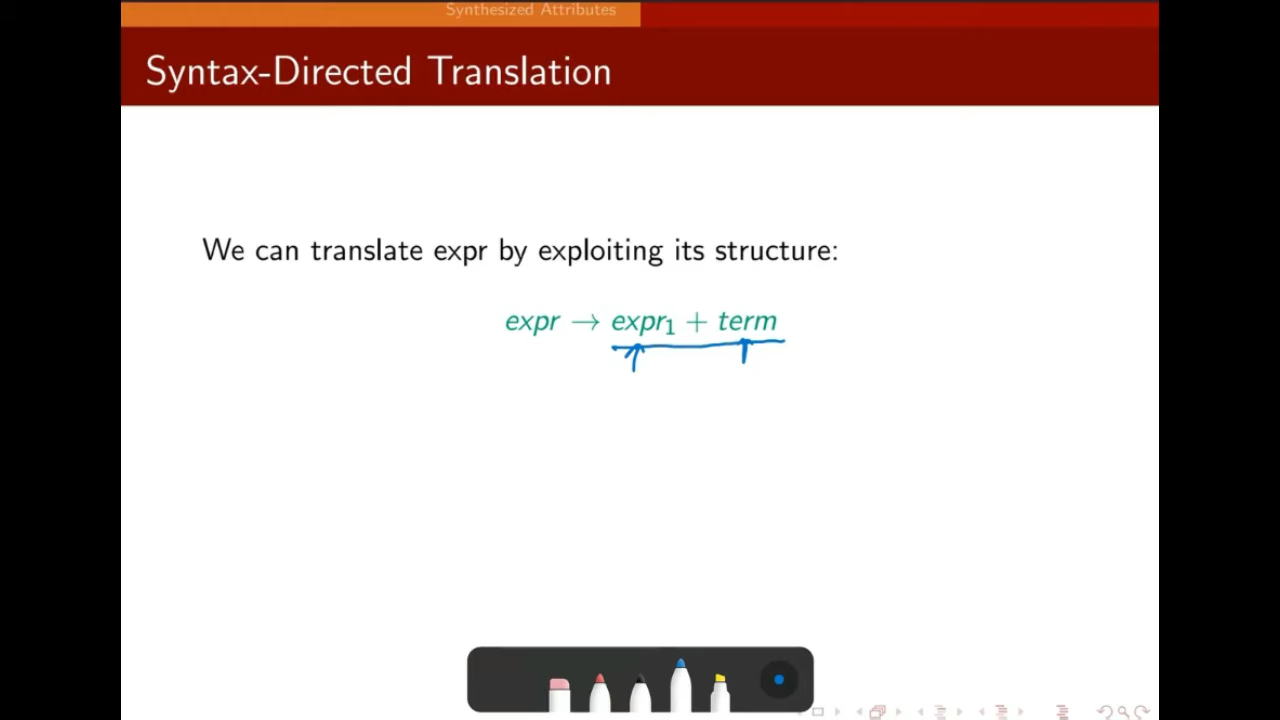 Synthesized Attributes
Syntax-Directed Translation
We can translate expr by exploiting its structure:
expr → expr₁ + term